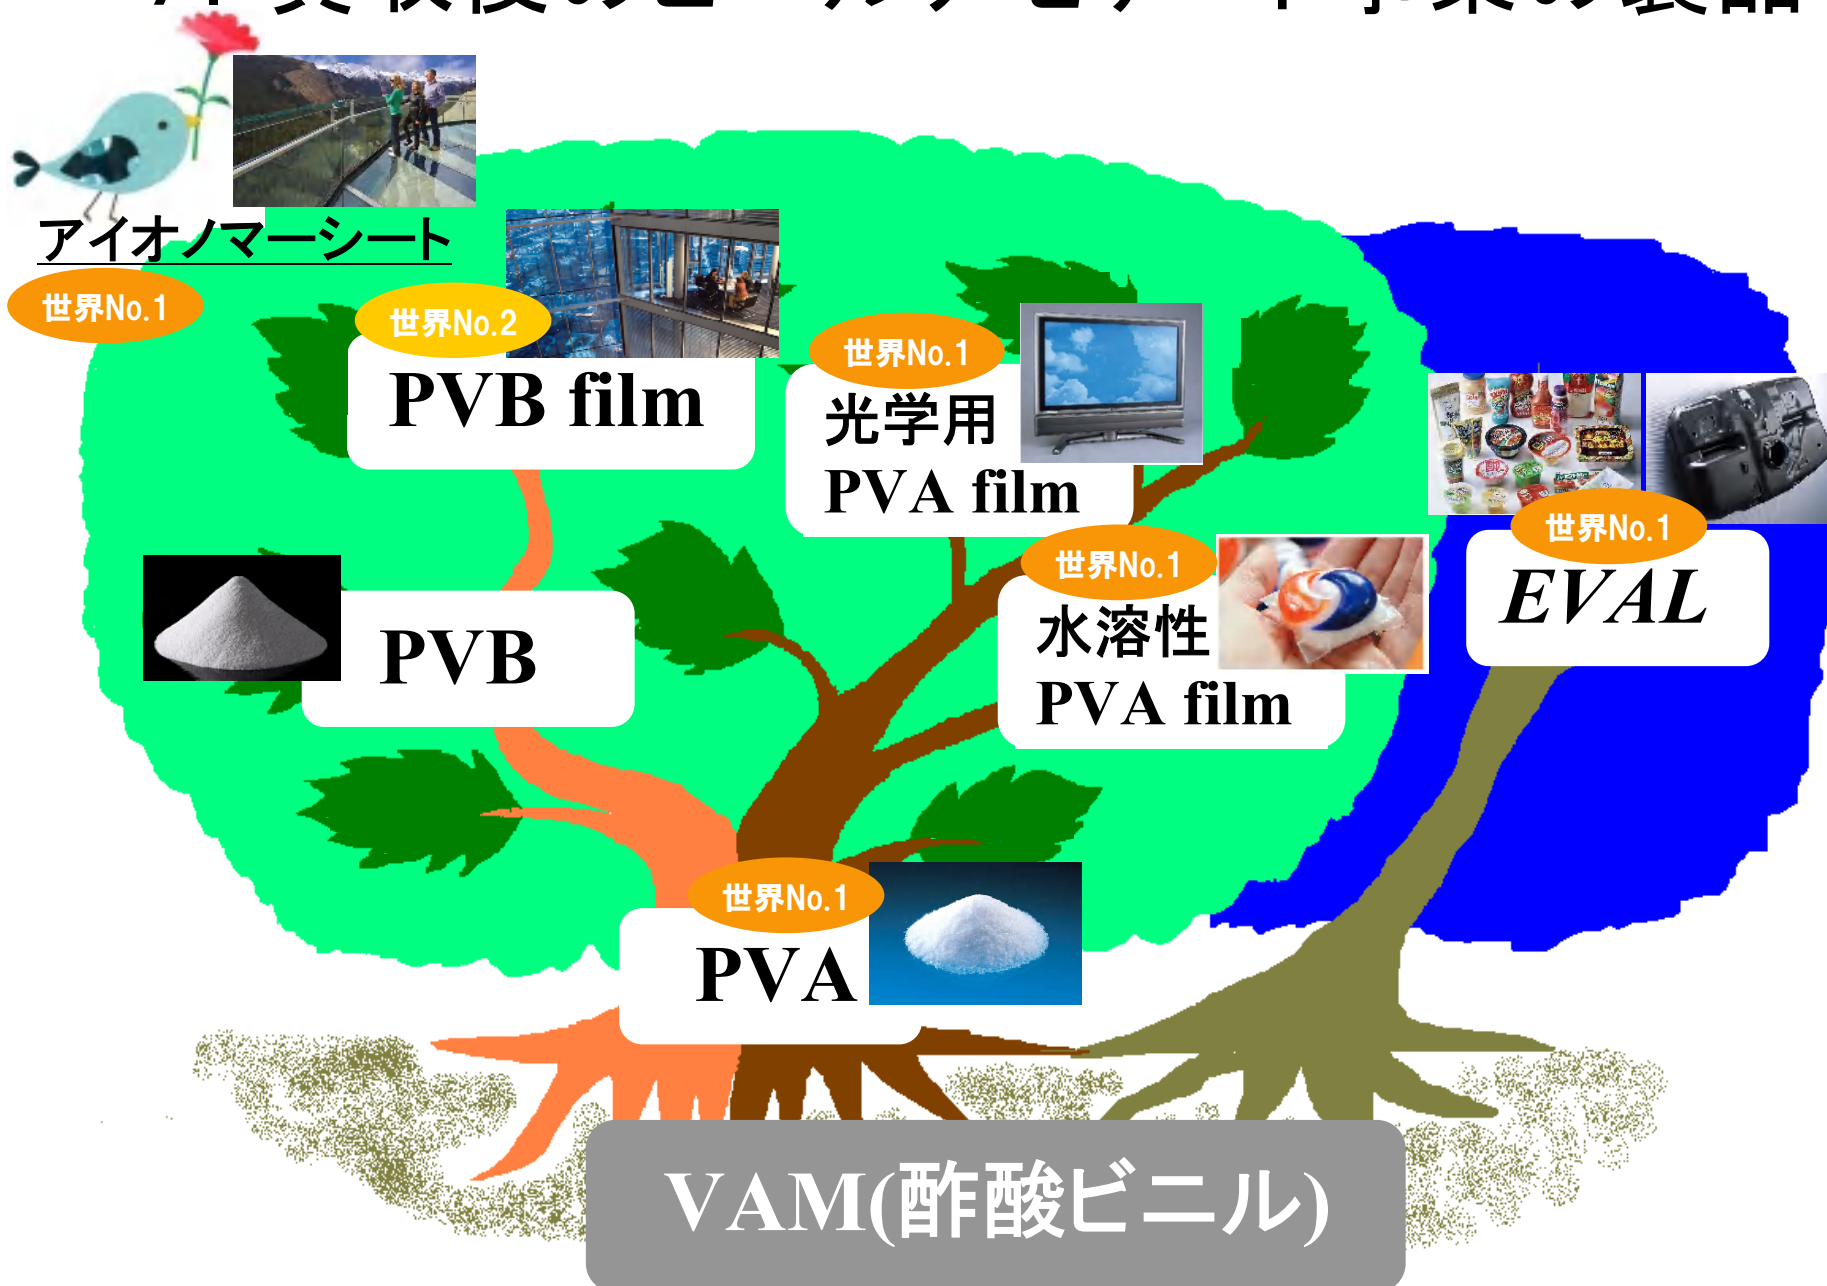 アイオノマーシート
世界No.1
世界No.2
PVB film
世界No.1
光学用
PVA film
世界No.1
水溶性
PVA film
世界No.1
EVAL
PVB
世界No.1
PVA
VAM(酢酸ビニル)